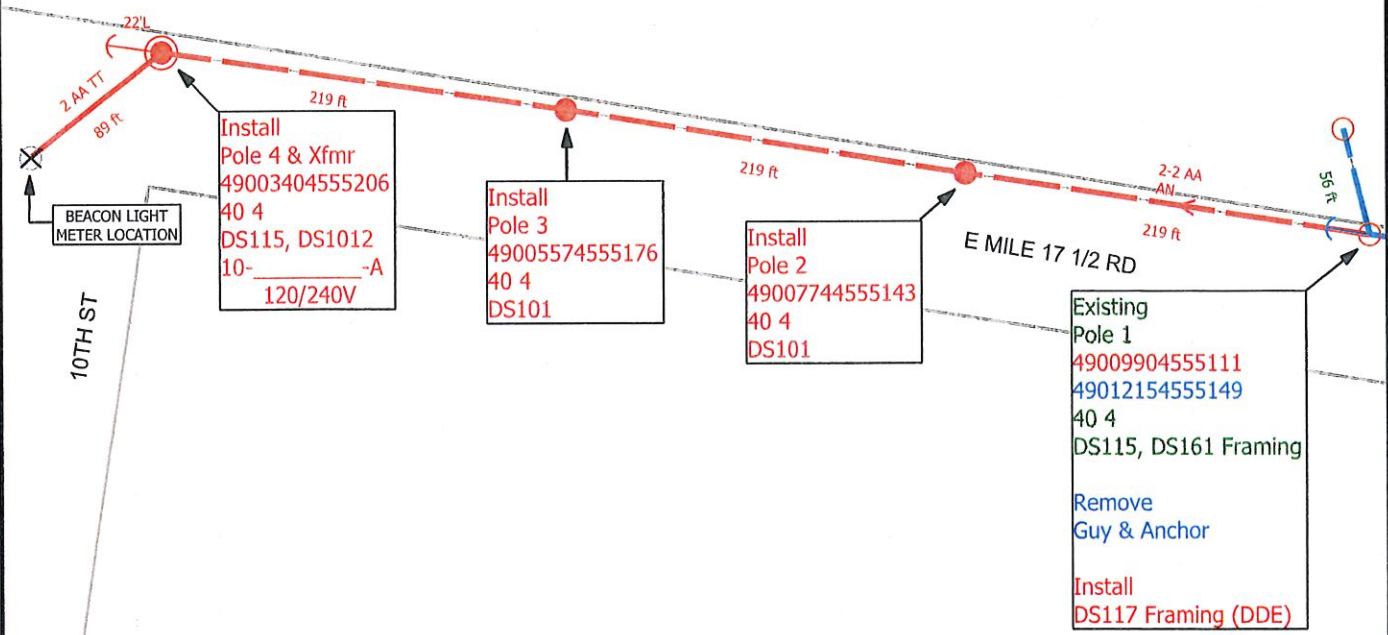 22'L
2 AA TT
89 ft
219 ft
Install
Pole 4 & Xfmr
49003404555206
40 4
DS115, DS1012
10-__________-A
120/240V
BEACON LIGHT
METER LOCATION
10TH ST
Install
Pole 3
49005574555176
40 4
DS101
219 ft
Install
Pole 2
49007744555143
40 4
DS101
2-2 AA
AN
219 ft
E MILE 17 1/2 RD
56 ft
Existing
Pole 1
49009904555111
49012154555149
40 4
DS115, DS161 Framing
Remove
Guy & Anchor
Install
DS117 Framing (DDE)